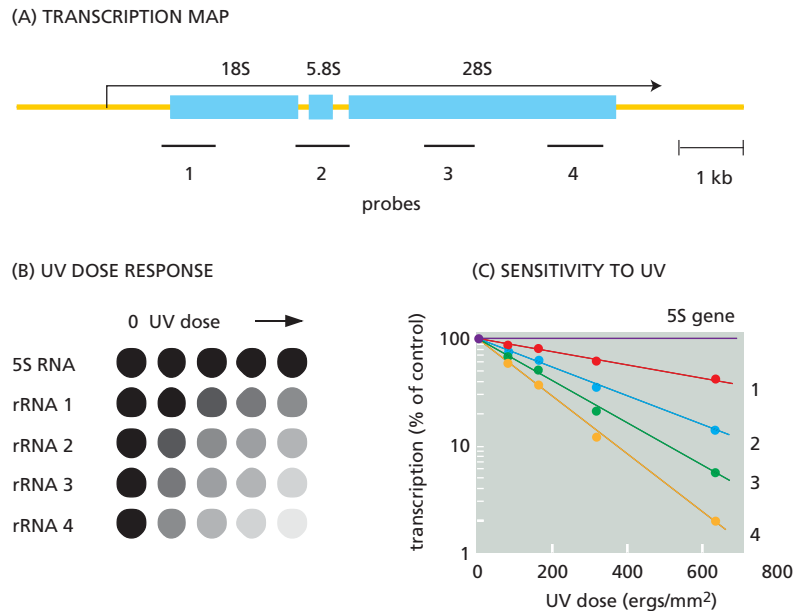 (A) TRANSCRIPTION MAP
18S 5.8S 28S
1 2 3 4 1 kb
probes
(B) UV DOSE RESPONSE
0 UV dose
5S RNA
rRNA 1
rRNA 2
rRNA 3
rRNA 4
(C) SENSITIVITY TO UV
5S gene
transcription (% of control)
100
10
1
1
2
3
4
0 200 400 600 800
UV dose (ergs/mm²)